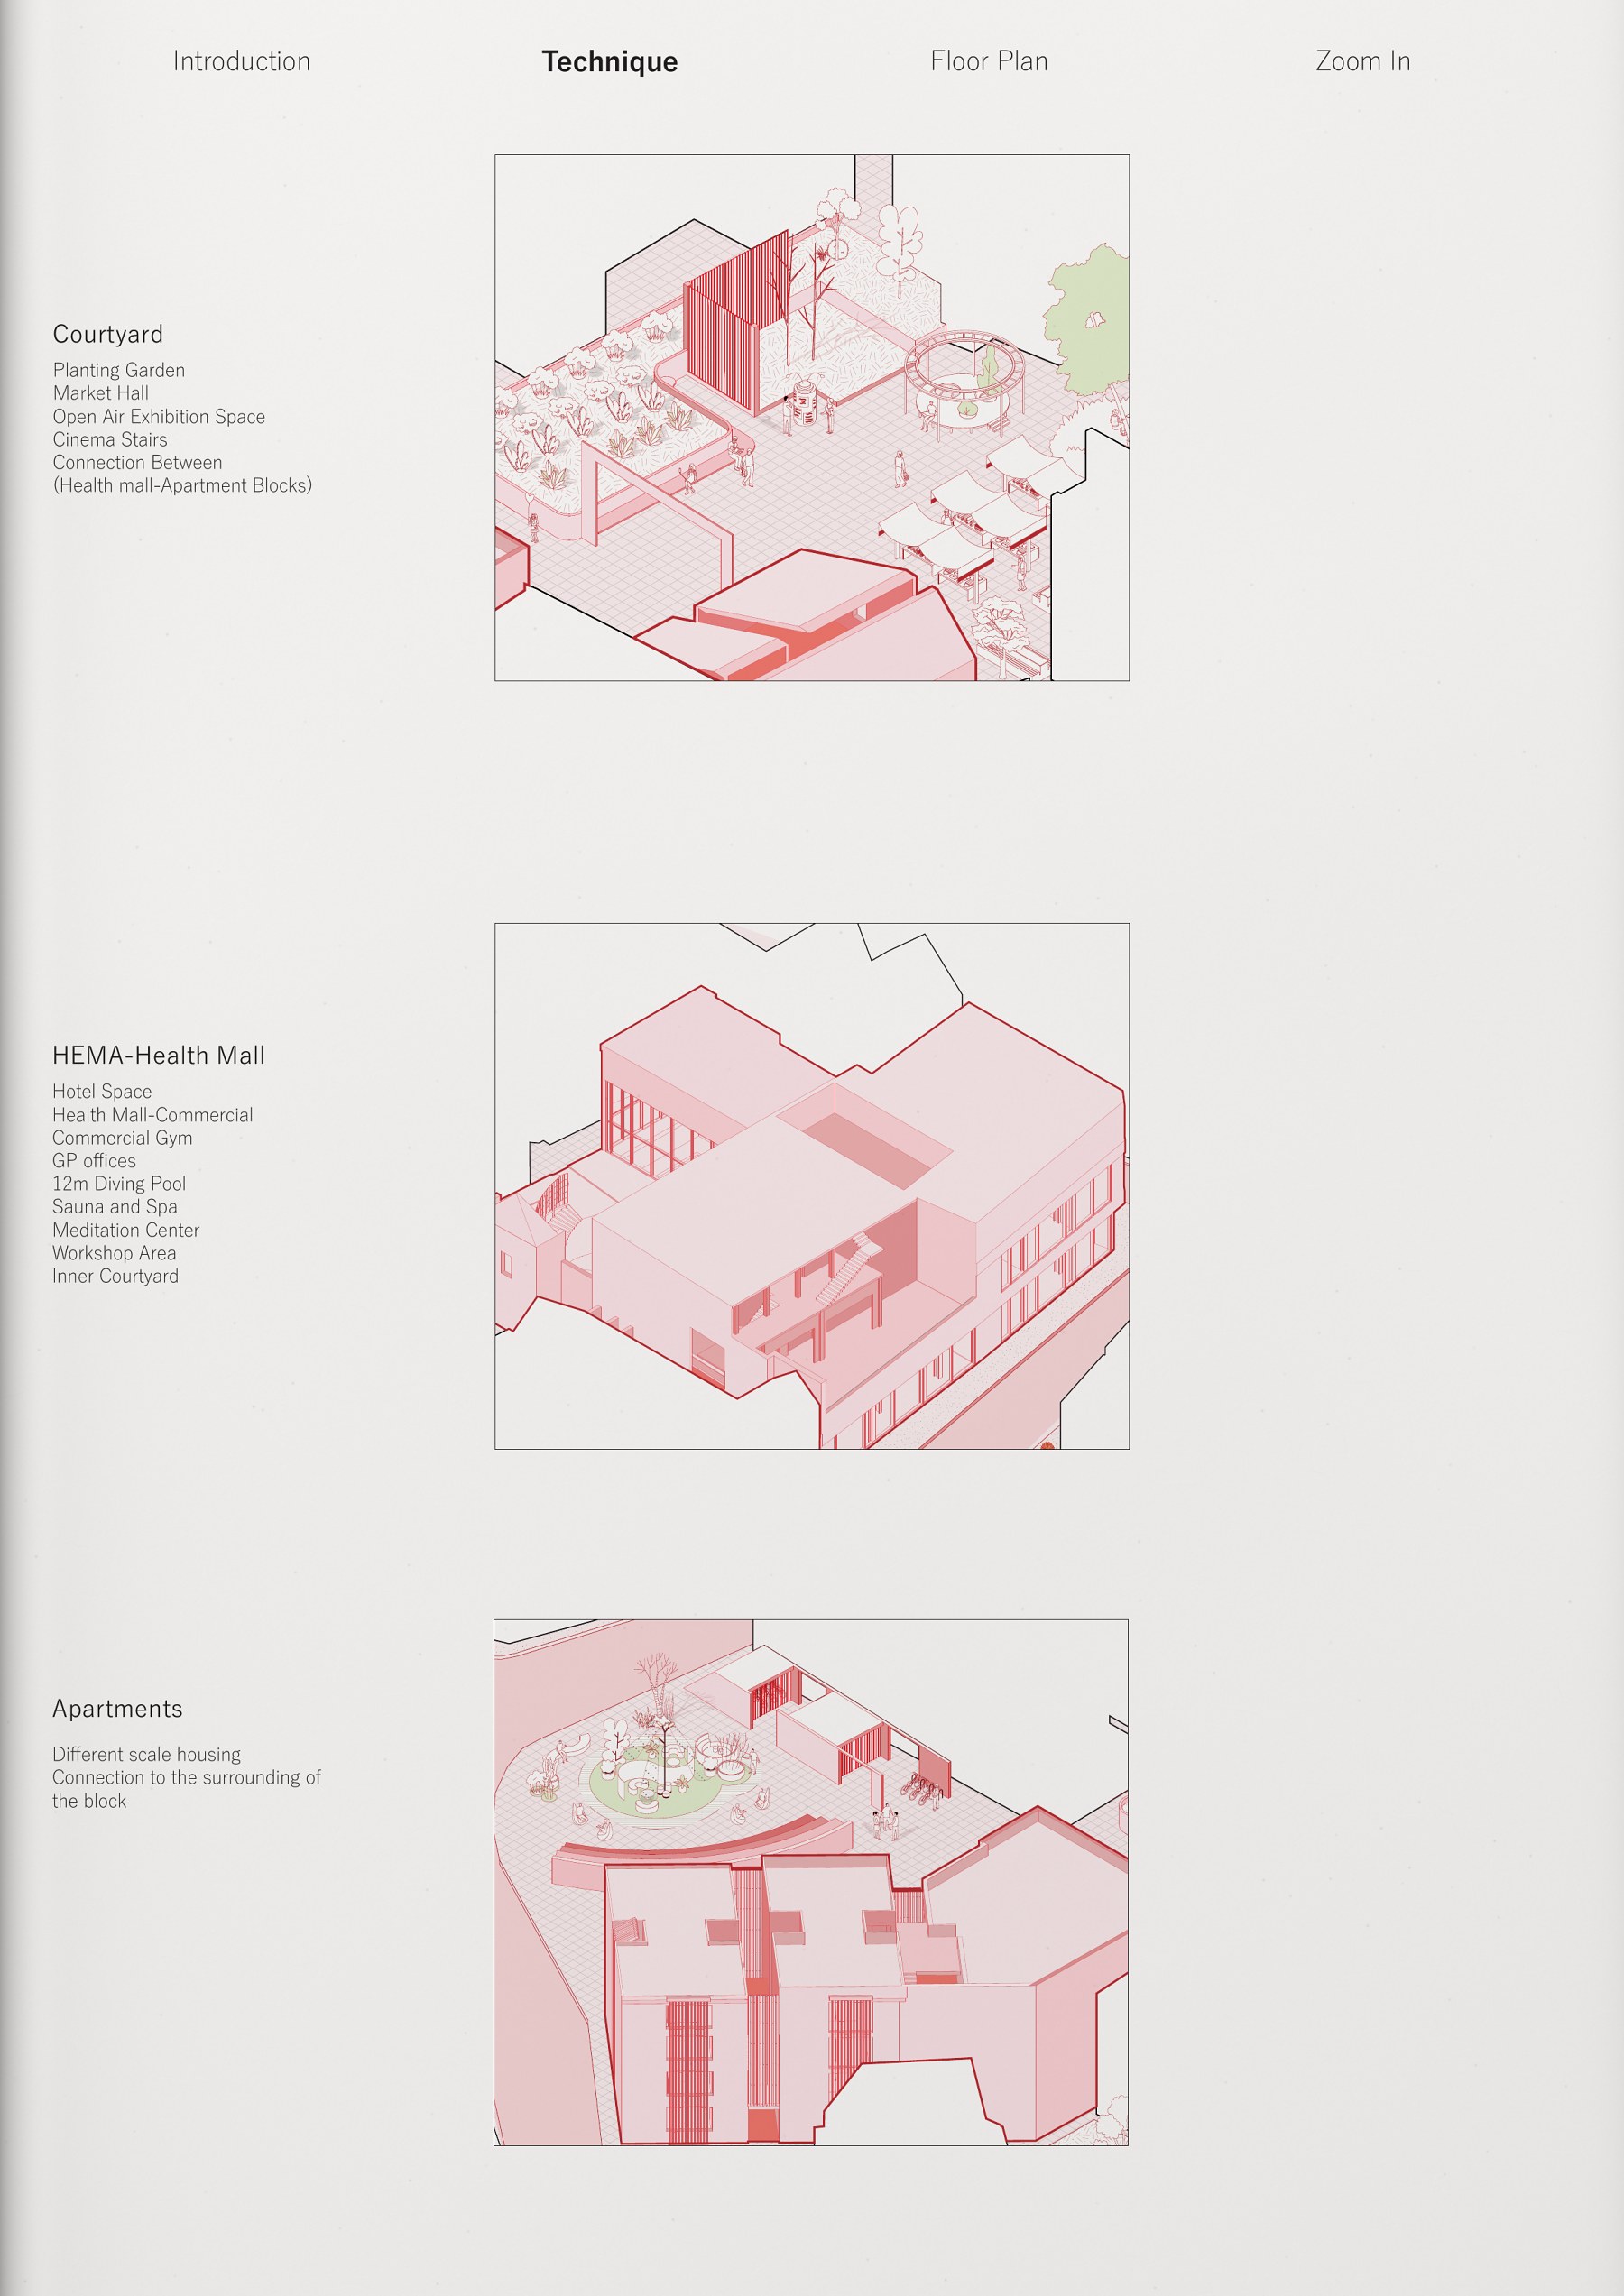 Introduction
Technique
Floor Plan
Zoom In
Courtyard
Planting Garden
Market Hall
Open Air Exhibition Space
Cinema Stairs
Connection Between
(Health mall-Apartment Blocks)
HEMA-Health Mall
Hotel Space
Health Mall-Commercial
Commercial Gym
GP offices
12m Diving Pool
Sauna and Spa
Meditation Center
Workshop Area
Inner Courtyard
Apartments
Different scale housing
Connection to the surrounding of
the block